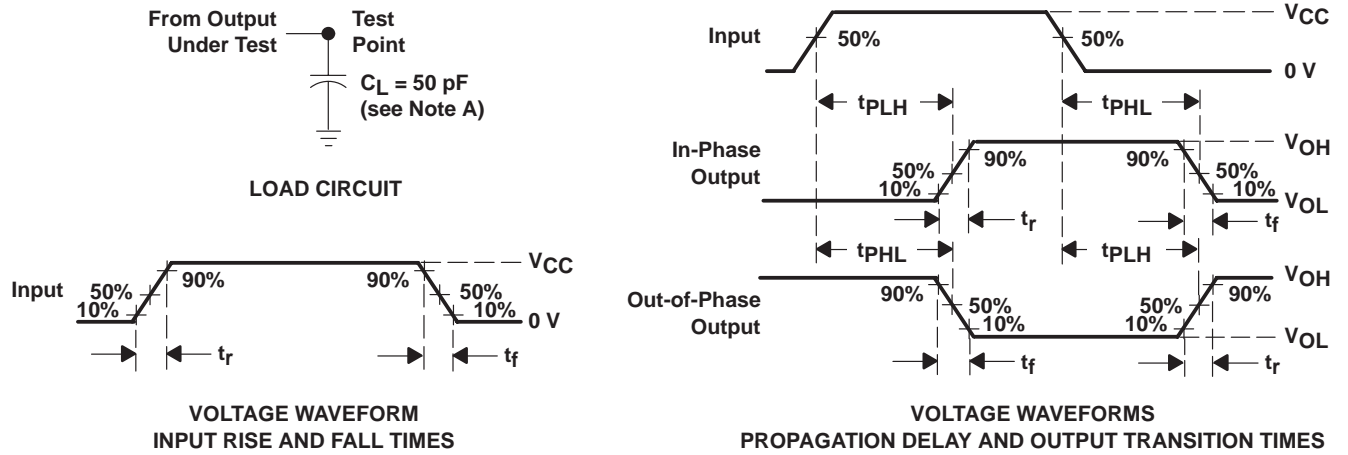 From Output
Under Test
Test
Point
CL = 50 pF
(see Note A)
LOAD CIRCUIT
Input
50%
10%
90%
90%
50%
10%
VCC
0 V
tr
tf
VOLTAGE WAVEFORM
INPUT RISE AND FALL TIMES
Input
50%
50%
VCC
0 V
tPLH
tPHL
In-Phase
Output
50%
10%
90%
90%
50%
10%
VOH
VOL
tr
tf
tPHL
tPLH
Out-of-Phase
Output
90%
50%
10%
50%
10%
90%
VOH
VOL
tf
tr
VOLTAGE WAVEFORMS
PROPAGATION DELAY AND OUTPUT TRANSITION TIMES